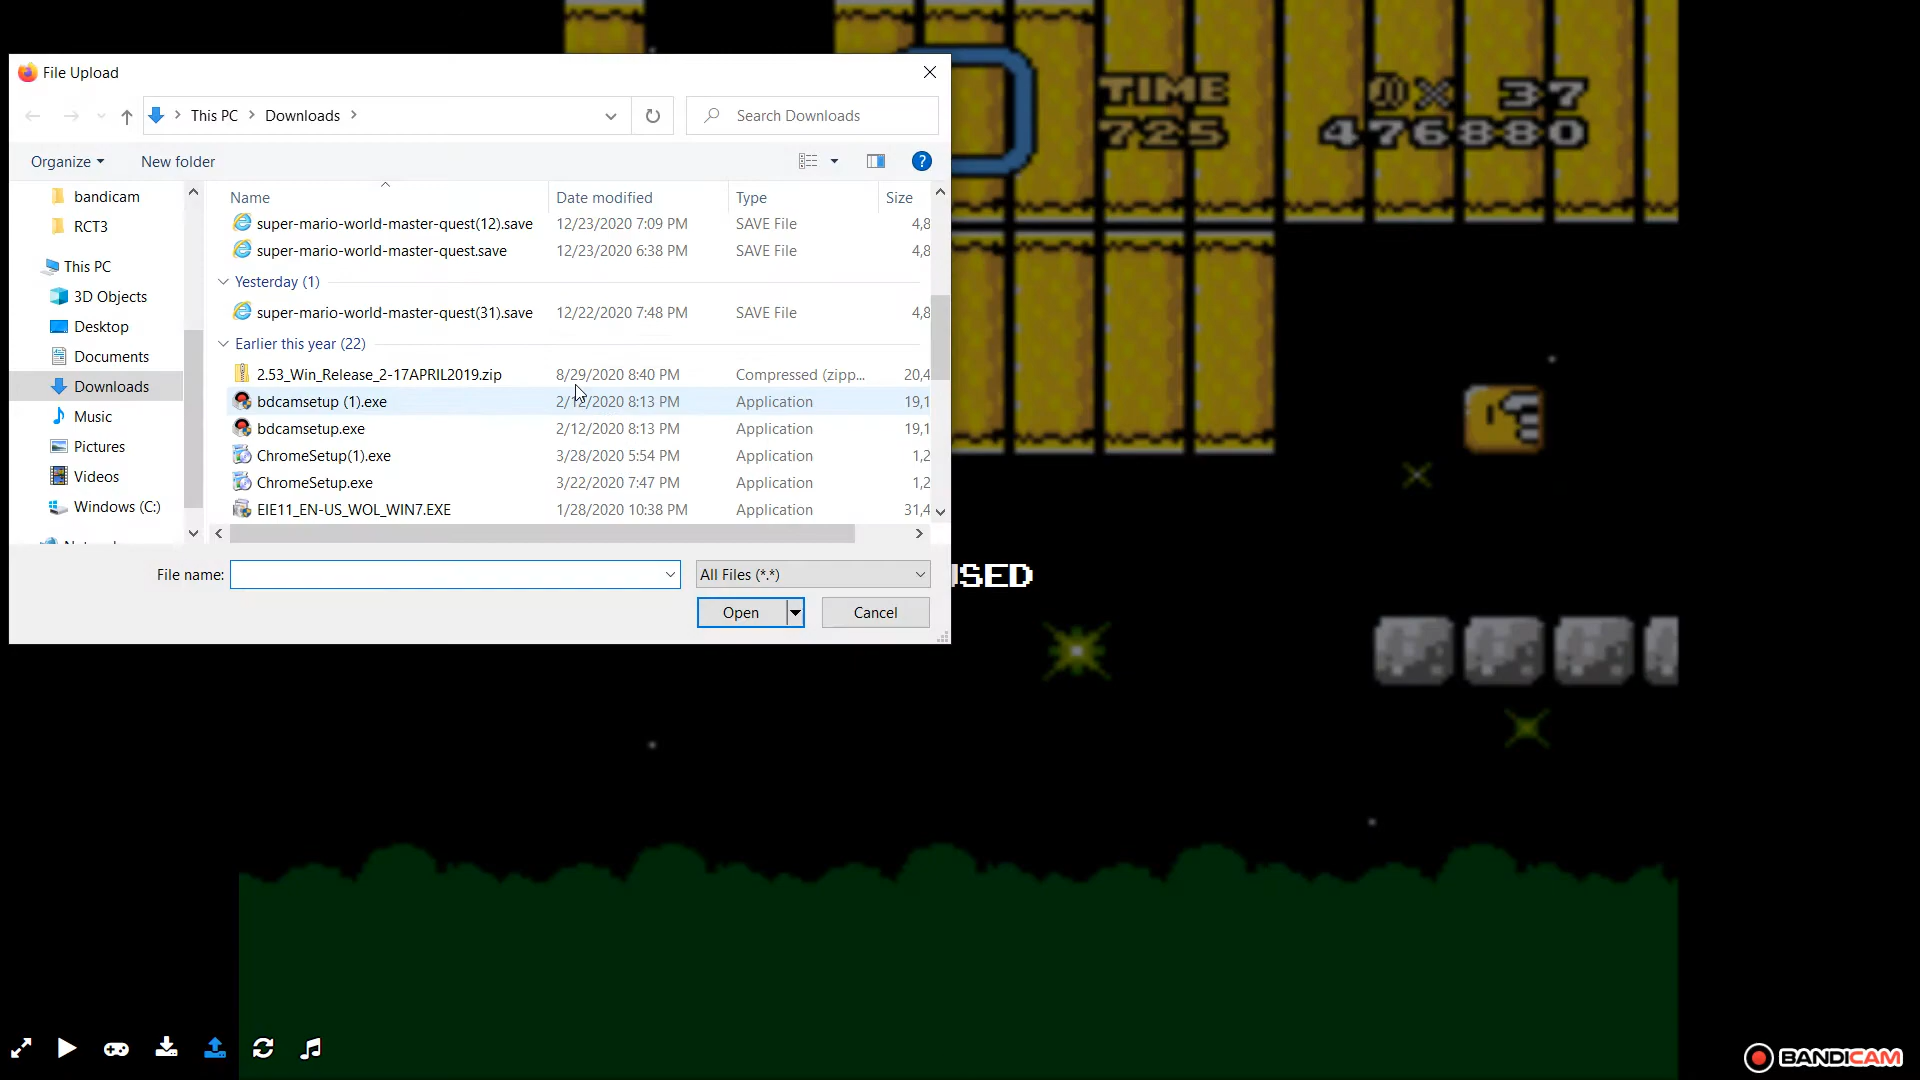 File Upload
This PC > Downloads >
Search Downloads
Organize
New folder
Name Date modified Type Size
bandicam
RCT3
This PC
3D Objects
Desktop
Documents
Downloads
Music
Pictures
Videos
Windows (C:)
super-mario-world-master-quest(12).save 12/23/2020 7:09 PM SAVE File 4,8
super-mario-world-master-quest.save 12/23/2020 6:38 PM SAVE File 4,8
Yesterday (1)
super-mario-world-master-quest(31).save 12/22/2020 7:48 PM SAVE File 4,8
Earlier this year (22)
2.53_Win_Release_2-17APRIL2019.zip 8/29/2020 8:40 PM Compressed (zipp... 20,4
bdcamsetup (1).exe 2/12/2020 8:13 PM Application 19,1
bdcamsetup.exe 2/12/2020 8:13 PM Application 19,1
ChromeSetup(1).exe 3/28/2020 5:54 PM Application 1,2
ChromeSetup.exe 3/22/2020 7:47 PM Application 1,2
EIE11_EN-US_WOL_WIN7.EXE 1/28/2020 10:38 PM Application 31,4
File name:
All Files (*.*)
Open
Cancel
TIME
725
x 37
476880
USED
BANDICAM